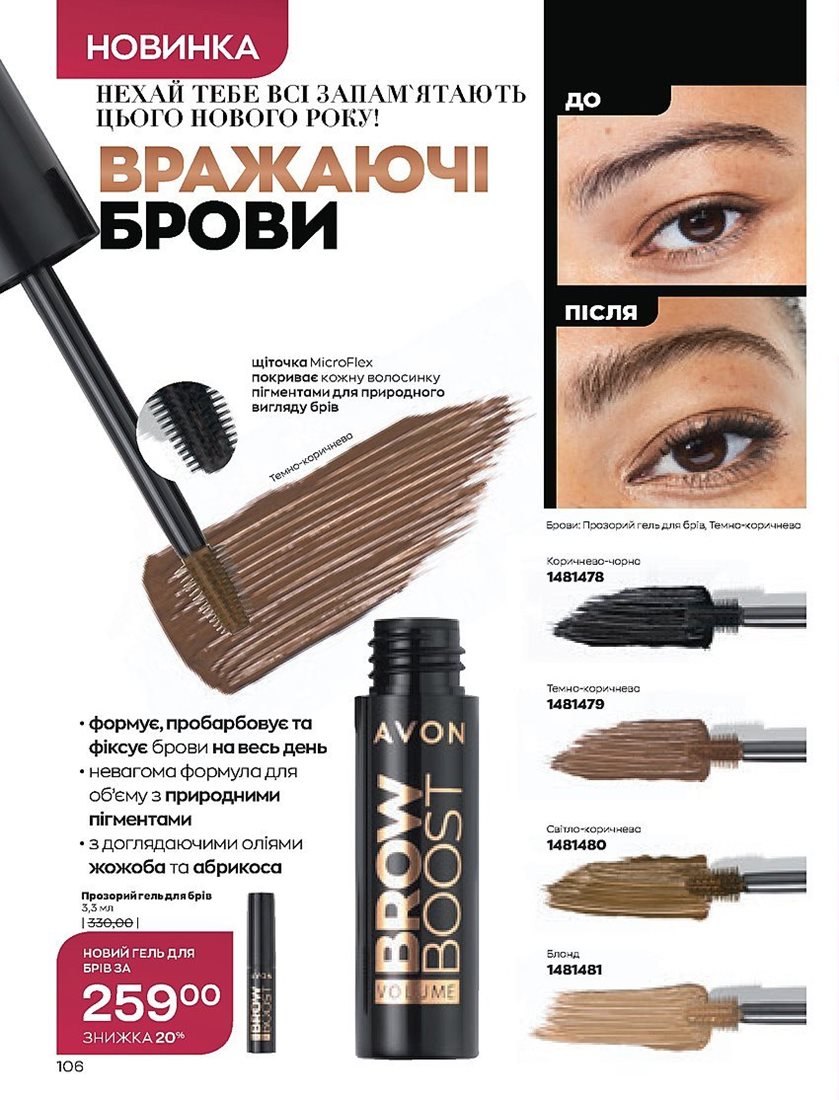 НОВИНКА
НЕХАЙ ТЕБЕ ВСІ ЗАПАМ`ЯТАЮТЬ
ЦЬОГО НОВОГО РОКУ!
ВРАЖАЮЧІ
БРОВИ
ДО
ПІСЛЯ
щіточка MicroFlex
покриває кожну волосинку
пігментами для природного
вигляду брів
Темно-коричнева
Брови: Прозорий гель для брів, Темно-коричнева
Коричнево-чорна
1481478
Темно-коричнева
1481479
Світло-коричнева
1481480
Блонд
1481481
• формує, пробарбовує та
фіксує брови на весь день
• невагома формула для
об'єму з природними
пігментами
• з доглядаючими оліями
жожоба та абрикоса
AVON
BROW
BOOST
VOLUME
Прозорий гель для брів
3,3 мл
| 330,00 |
НОВИЙ ГЕЛЬ ДЛЯ
БРІВ ЗА
259⁰⁰
ЗНИЖКА 20%
BROW
BOOST
106